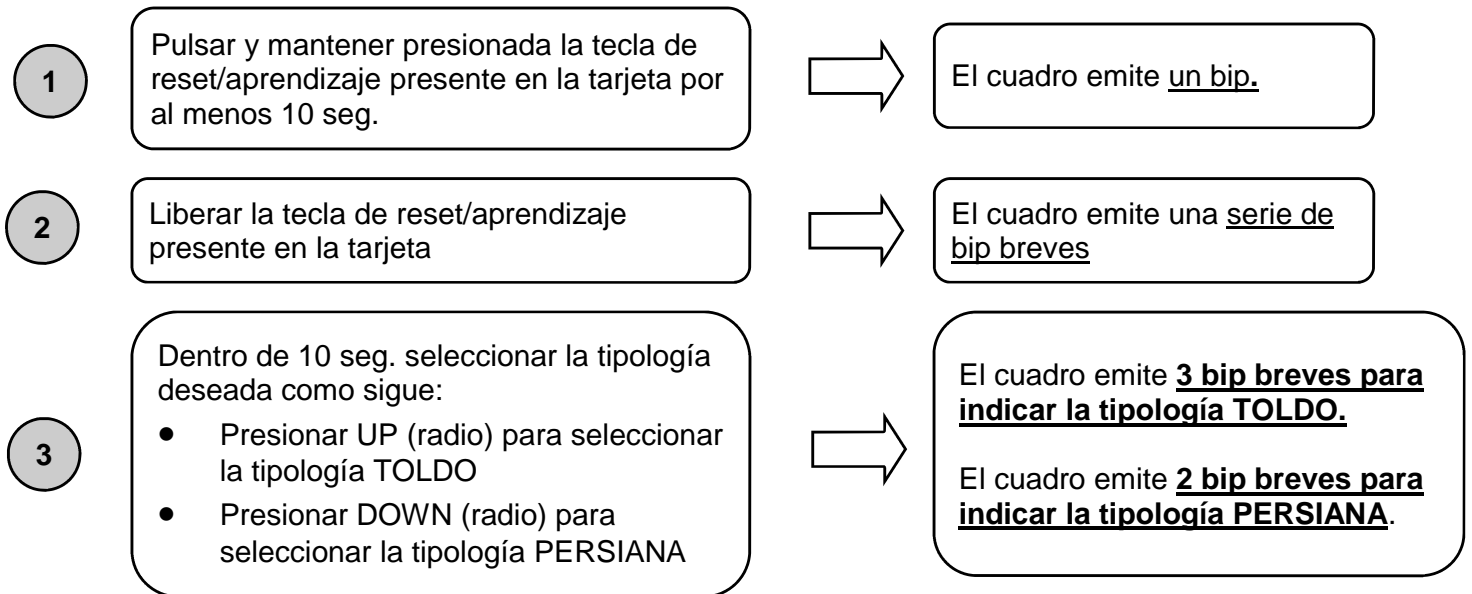 1
Pulsar y mantener presionada la tecla de
reset/aprendizaje presente en la tarjeta por
al menos 10 seg.
El cuadro emite un bip.
2
Liberar la tecla de reset/aprendizaje
presente en la tarjeta
El cuadro emite una serie de
bip breves
3
Dentro de 10 seg. seleccionar la tipología
deseada como sigue:
● Presionar UP (radio) para seleccionar
la tipología TOLDO
● Presionar DOWN (radio) para
seleccionar la tipología PERSIANA
El cuadro emite 3 bip breves para
indicar la tipología TOLDO.
El cuadro emite 2 bip breves para
indicar la tipología PERSIANA.